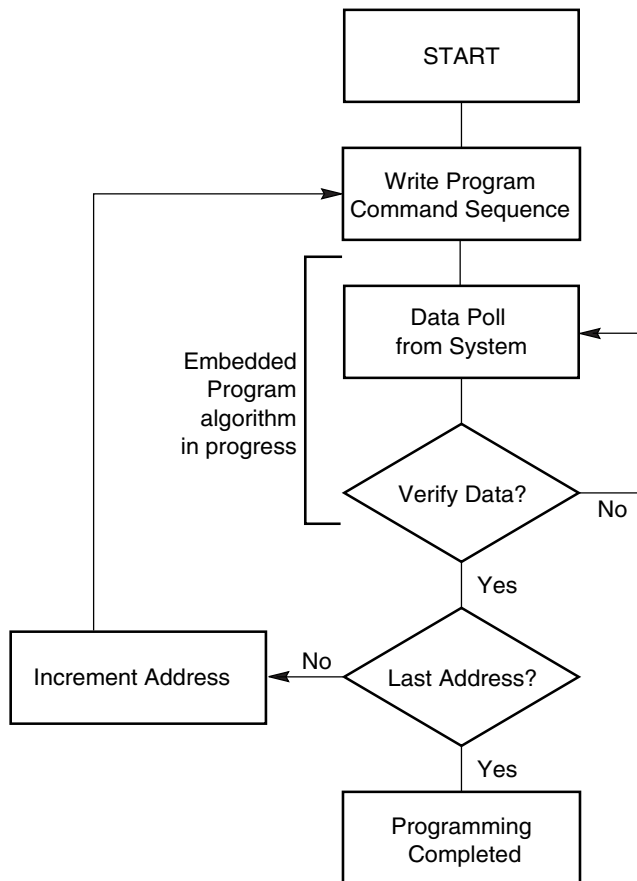 START
Write Program
Command Sequence
Data Poll
from System
Embedded
Program
algorithm
in progress
Verify Data?
No
Yes
Increment Address
No
Last Address?
Yes
Programming
Completed